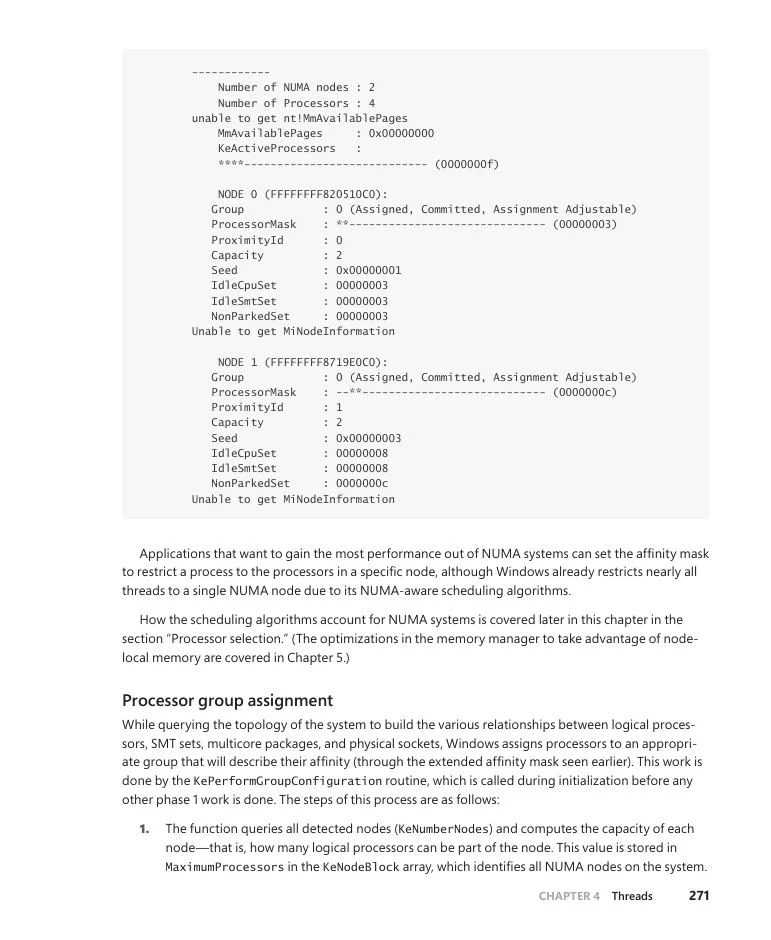 ------------
Number of NUMA nodes : 2
Number of Processors : 4
unable to get nt!MmAvailablePages
MmAvailablePages     : 0x00000000
KeActiveProcessors   :
****---------------------------- (0000000f)
NODE 0 (FFFFFFFF820510C0):
Group            : 0 (Assigned, Committed, Assignment Adjustable)
ProcessorMask    : **------------------------------ (00000003)
ProximityId      : 0
Capacity         : 2
Seed             : 0x00000001
IdleCpuSet       : 00000003
IdleSmtSet       : 00000003
NonParkedSet     : 00000003
Unable to get MiNodeInformation
NODE 1 (FFFFFFFF8719E0C0):
Group            : 0 (Assigned, Committed, Assignment Adjustable)
ProcessorMask    : --**---------------------------- (0000000c)
ProximityId      : 1
Capacity         : 2
Seed             : 0x00000003
IdleCpuSet       : 00000008
IdleSmtSet       : 00000008
NonParkedSet     : 0000000c
Unable to get MiNodeInformation
Applications that want to gain the most performance out of NUMA systems can set the affinity mask
to restrict a process to the processors in a specific node, although Windows already restricts nearly all
threads to a single NUMA node due to its NUMA-aware scheduling algorithms.
How the scheduling algorithms account for NUMA systems is covered later in this chapter in the
section “Processor selection.” (The optimizations in the memory manager to take advantage of node-
local memory are covered in Chapter 5.)
Processor group assignment
While querying the topology of the system to build the various relationships between logical proces-
sors, SMT sets, multicore packages, and physical sockets, Windows assigns processors to an appropri-
ate group that will describe their affinity (through the extended affinity mask seen earlier). This work is
done by the KePerformGroupConfiguration routine, which is called during initialization before any
other phase 1 work is done. The steps of this process are as follows:
1. The function queries all detected nodes (KeNumberNodes) and computes the capacity of each
node—that is, how many logical processors can be part of the node. This value is stored in
MaximumProcessors in the KeNodeBlock array, which identifies all NUMA nodes on the system.
CHAPTER 4 Threads 271